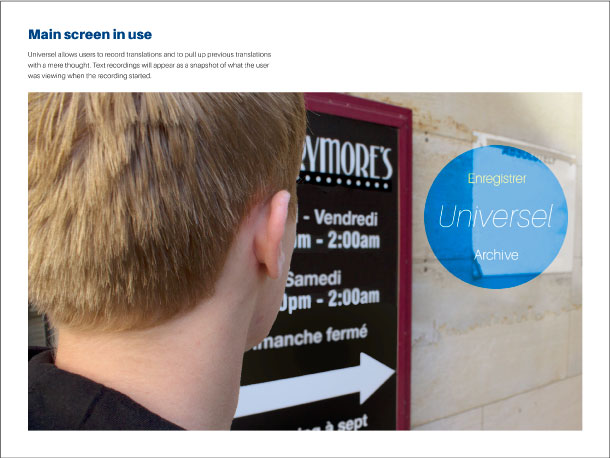 Main screen in use
Universel allows users to record translations and to pull up previous translations
with a mere thought. Text recordings will appear as a snapshot of what the user
was viewing when the recording started.
YMORE'S
- Vendredi
pm - 2:00am
Samedi
0pm - 2:00am
manche fermé
à sept
Enregistrer
Universel
Archive